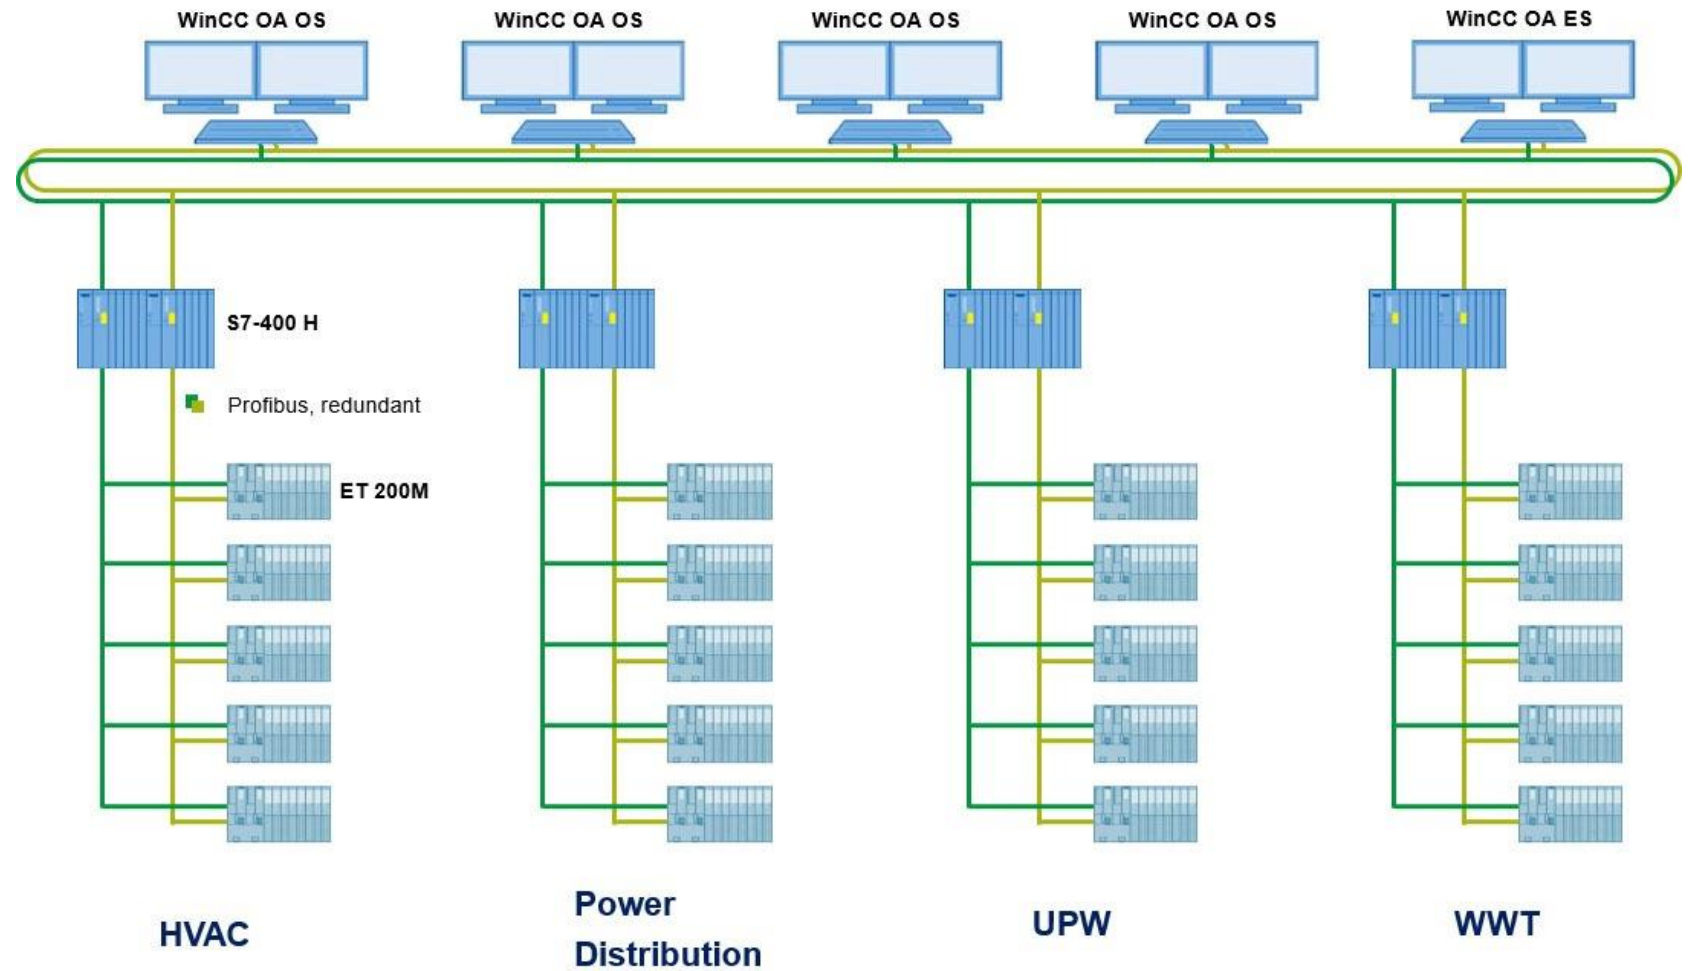 WinCC OA OS
WinCC OA OS
WinCC OA OS
WinCC OA OS
WinCC OA ES
S7-400 H
Profibus, redundant
ET 200M
HVAC
Power
Distribution
UPW
WWT